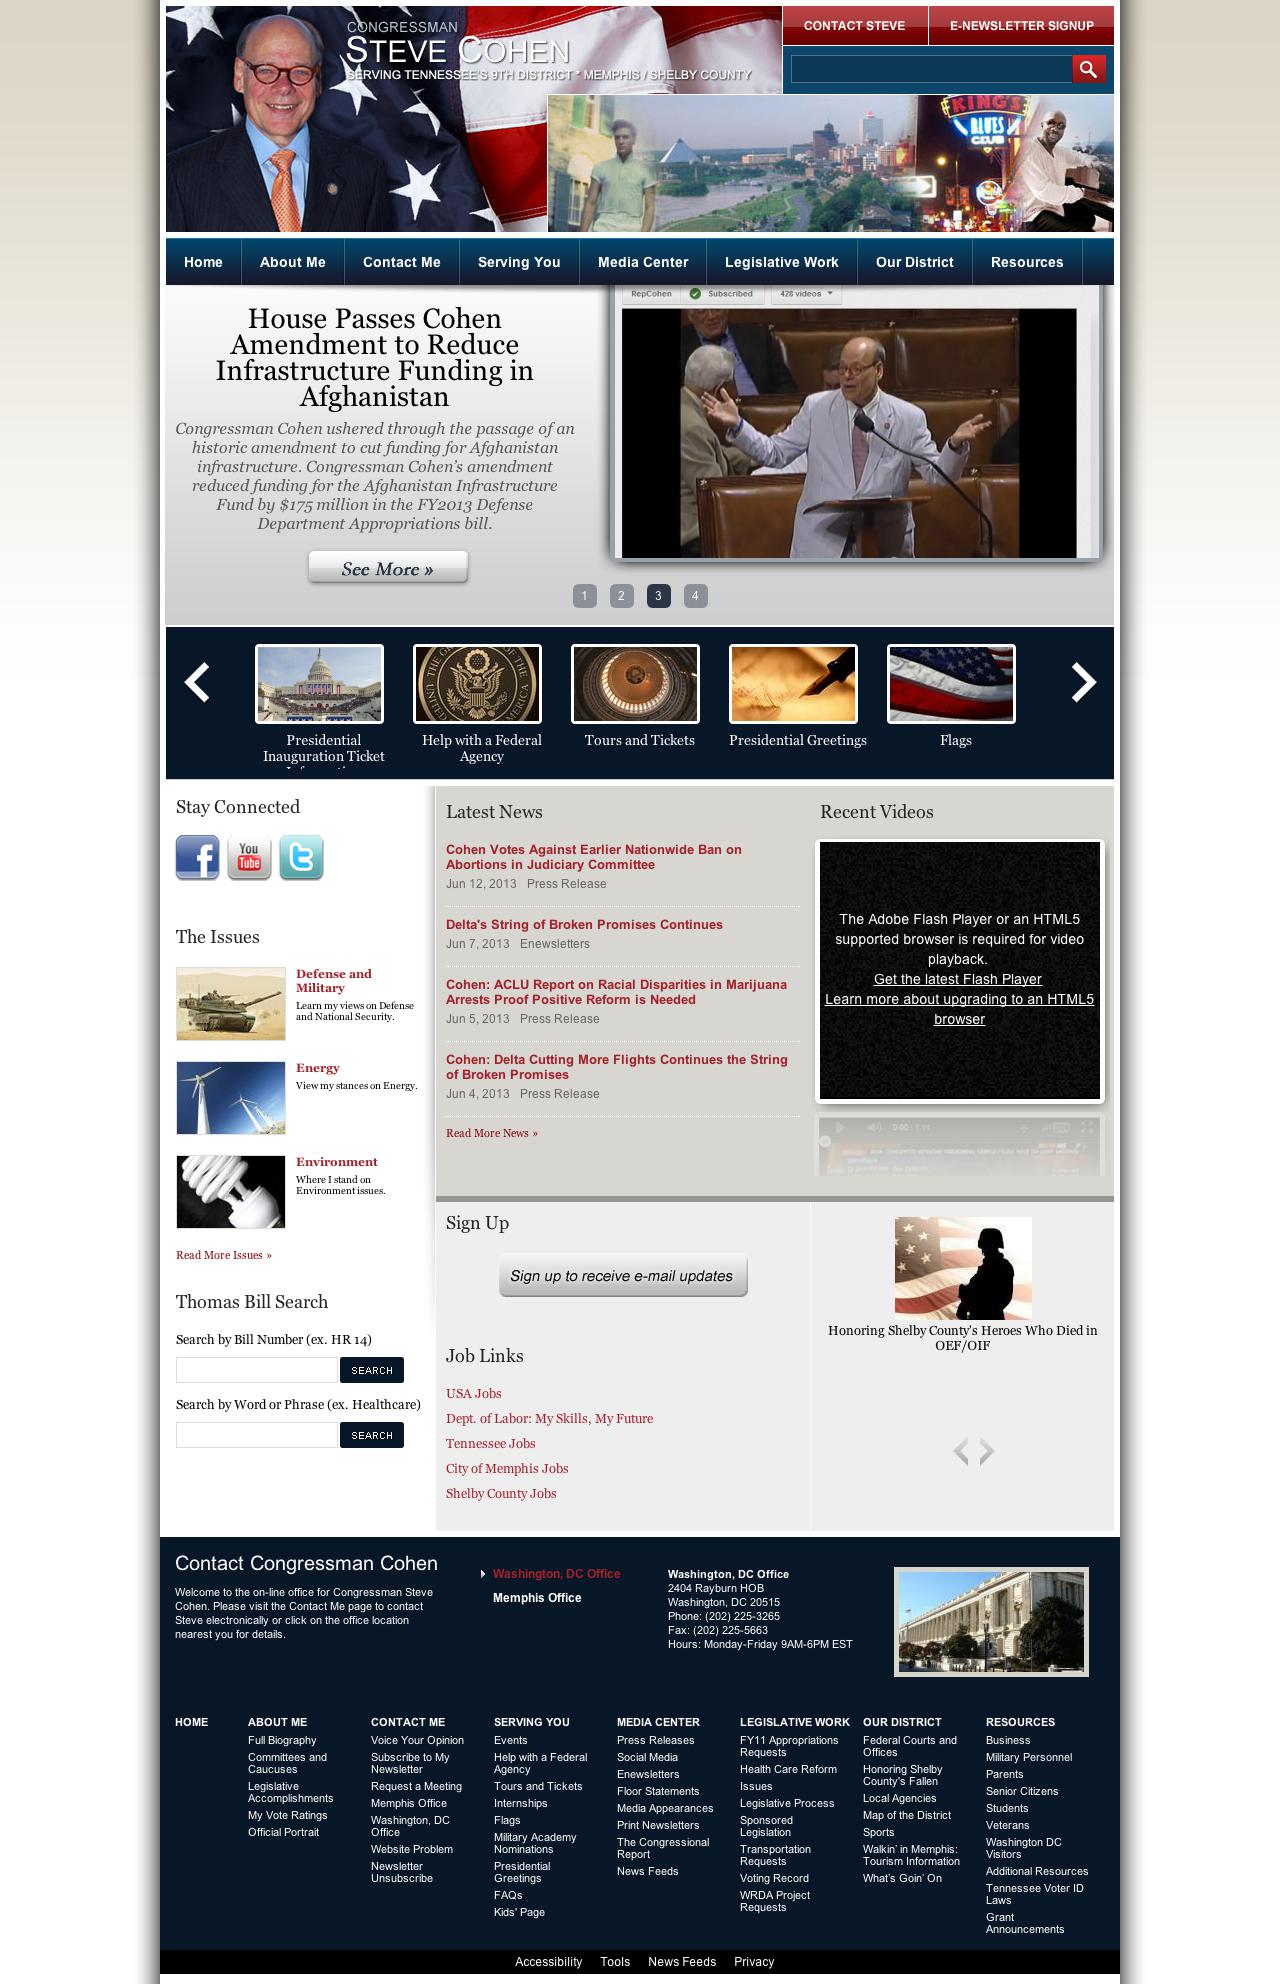 CONGRESSMAN
STEVE COHEN
SERVING TENNESSEE'S 9TH DISTRICT * MEMPHIS / SHELBY COUNTY
CONTACT STEVE
E-NEWSLETTER SIGNUP
KING'S
BLUES
CLUB
Home
About Me
Contact Me
Serving You
Media Center
Legislative Work
Our District
Resources
House Passes Cohen
Amendment to Reduce
Infrastructure Funding in
Afghanistan
Congressman Cohen ushered through the passage of an
historic amendment to cut funding for Afghanistan
infrastructure. Congressman Cohen's amendment
reduced funding for the Afghanistan Infrastructure
Fund by $175 million in the FY2013 Defense
Department Appropriations bill.
See More »
RepCohen
Subscribed
428 videos
1 2 3 4
Presidential
Inauguration Ticket
Help with a Federal
Agency
Tours and Tickets
Presidential Greetings
Flags
Stay Connected
You
Tube
The Issues
Defense and
Military
Learn my views on Defense
and National Security.
Energy
View my stances on Energy.
Environment
Where I stand on
Environment issues.
Read More Issues »
Thomas Bill Search
Search by Bill Number (ex. HR 14)
SEARCH
Search by Word or Phrase (ex. Healthcare)
SEARCH
Latest News
Cohen Votes Against Earlier Nationwide Ban on
Abortions in Judiciary Committee
Jun 12, 2013 Press Release
Delta's String of Broken Promises Continues
Jun 7, 2013 Enewsletters
Cohen: ACLU Report on Racial Disparities in Marijuana
Arrests Proof Positive Reform is Needed
Jun 5, 2013 Press Release
Cohen: Delta Cutting More Flights Continues the String
of Broken Promises
Jun 4, 2013 Press Release
Read More News »
Recent Videos
The Adobe Flash Player or an HTML5
supported browser is required for video
playback.
Get the latest Flash Player
Learn more about upgrading to an HTML5
browser
Sign Up
Sign up to receive e-mail updates
Job Links
USA Jobs
Dept. of Labor: My Skills, My Future
Tennessee Jobs
City of Memphis Jobs
Shelby County Jobs
Honoring Shelby County's Heroes Who Died in
OEF/OIF
Contact Congressman Cohen
Welcome to the on-line office for Congressman Steve
Cohen. Please visit the Contact Me page to contact
Steve electronically or click on the office location
nearest you for details.
Washington, DC Office
Memphis Office
Washington, DC Office
2404 Rayburn HOB
Washington, DC 20515
Phone: (202) 225-3265
Fax: (202) 225-5663
Hours: Monday-Friday 9AM-6PM EST
HOME
ABOUT ME
Full Biography
Committees and
Caucuses
Legislative
Accomplishments
My Vote Ratings
Official Portrait
CONTACT ME
Voice Your Opinion
Subscribe to My
Newsletter
Request a Meeting
Memphis Office
Washington, DC
Office
Website Problem
Newsletter
Unsubscribe
SERVING YOU
Events
Help with a Federal
Agency
Tours and Tickets
Internships
Flags
Military Academy
Nominations
Presidential
Greetings
FAQs
Kids' Page
MEDIA CENTER
Press Releases
Social Media
Enewsletters
Floor Statements
Media Appearances
Print Newsletters
The Congressional
Report
News Feeds
LEGISLATIVE WORK
FY11 Appropriations
Requests
Health Care Reform
Issues
Legislative Process
Sponsored
Legislation
Transportation
Requests
Voting Record
WRDA Project
Requests
OUR DISTRICT
Federal Courts and
Offices
Honoring Shelby
County's Fallen
Local Agencies
Map of the District
Sports
Walkin' in Memphis:
Tourism Information
What's Goin' On
RESOURCES
Business
Military Personnel
Parents
Senior Citizens
Students
Veterans
Washington DC
Visitors
Additional Resources
Tennessee Voter ID
Laws
Grant
Announcements
Accessibility Tools News Feeds Privacy